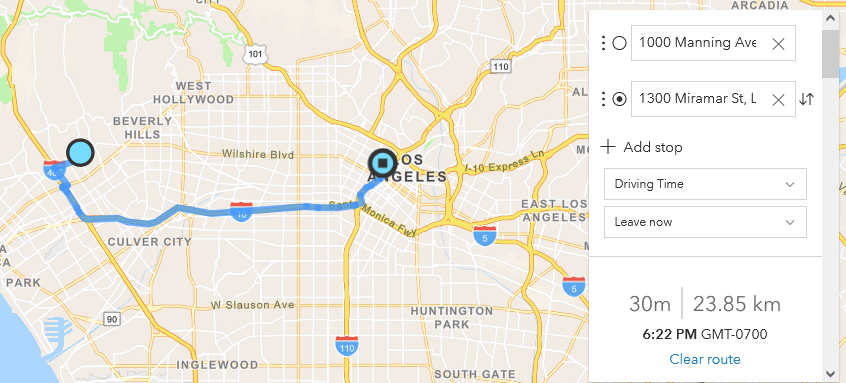 ARCADIA
101
110
WEST
HOLLYWOOD
BEVERLY
HILLS
Wilshire Blvd
LOS
ANGELES
I-10 Express Ln
Santa Monica Fwy
10
EAST LOS
ANGELES
5
CULVER CITY
PARK
5
W Slauson Ave
90
HUNTINGTON
PARK
110
INGLEWOOD
SOUTH GATE
1000 Manning Ave
1300 Miramar St, L
Add stop
Driving Time
Leave now
30m
23.85 km
6:22 PM GMT-0700
Clear route